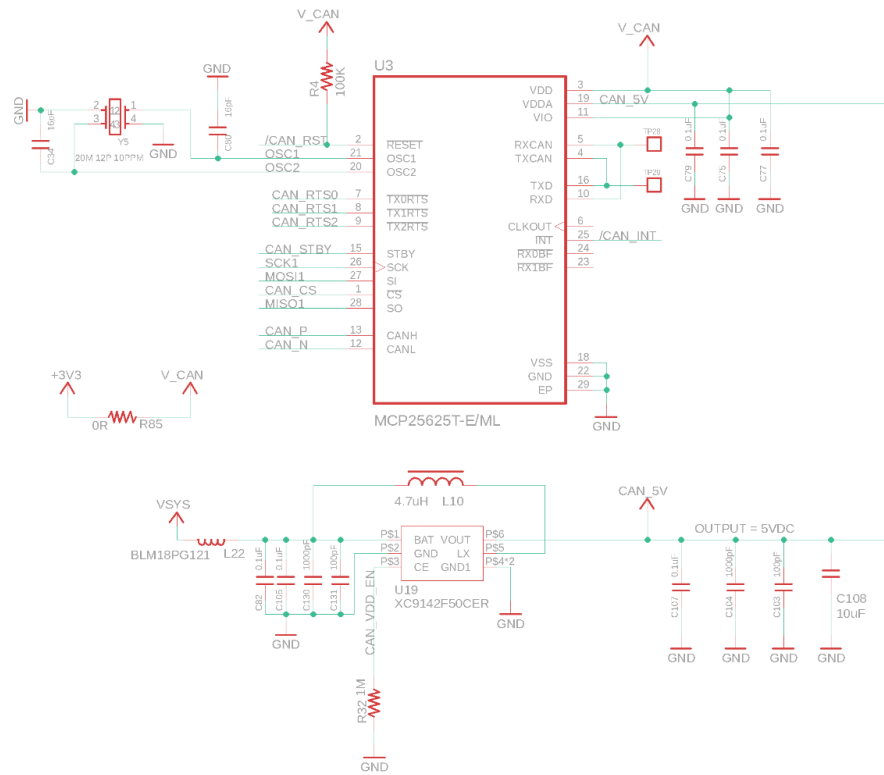 V_CAN
V_CAN
U3
GND
GND
R4
100K
16pF
C34
2
3
1
4
Y5
20M 12P 10PPM
GND
C80
/CAN_RST
2
RESET
OSC1
21
OSC1
OSC2
20
OSC2
CAN_RTS0
7
TX0RTS
CAN_RTS1
8
TX1RTS
CAN_RTS2
9
TX2RTS
CAN_STBY
15
STBY
SCK1
26
SCK
MOSI1
27
SI
CAN_CS
1
CS
MISO1
28
SO
CAN_P
13
CANH
CAN_N
12
CANL
VDD
3
VDDA
19
CAN_5V
VIO
11
RXCAN
5
TP28
TXCAN
4
TXD
16
TP29
RXD
10
CLKOUT
6
INT
25
/CAN_INT
RX0BF
24
RX1BF
23
VSS
18
GND
22
EP
29
GND
0.1uF
C79
GND
0.1uF
C75
GND
0.1uF
C77
GND
MCP25625T-E/ML
+3V3
V_CAN
0R
R85
VSYS
BLM18PG121
L22
4.7uH
L10
0.1uF
C82
0.1uF
C105
1000pF
C130
100pF
C131
GND
P$1
BAT
VOUT
P$6
P$2
GND
LX
P$5
P$3
CE
GND1
P$4*2
U19
XC9142F50CER
GND
CAN_VDD_EN
R32
1M
GND
CAN_5V
OUTPUT = 5VDC
0.1uF
C107
GND
1000pF
C104
GND
100pF
C103
GND
C108
10uF
GND